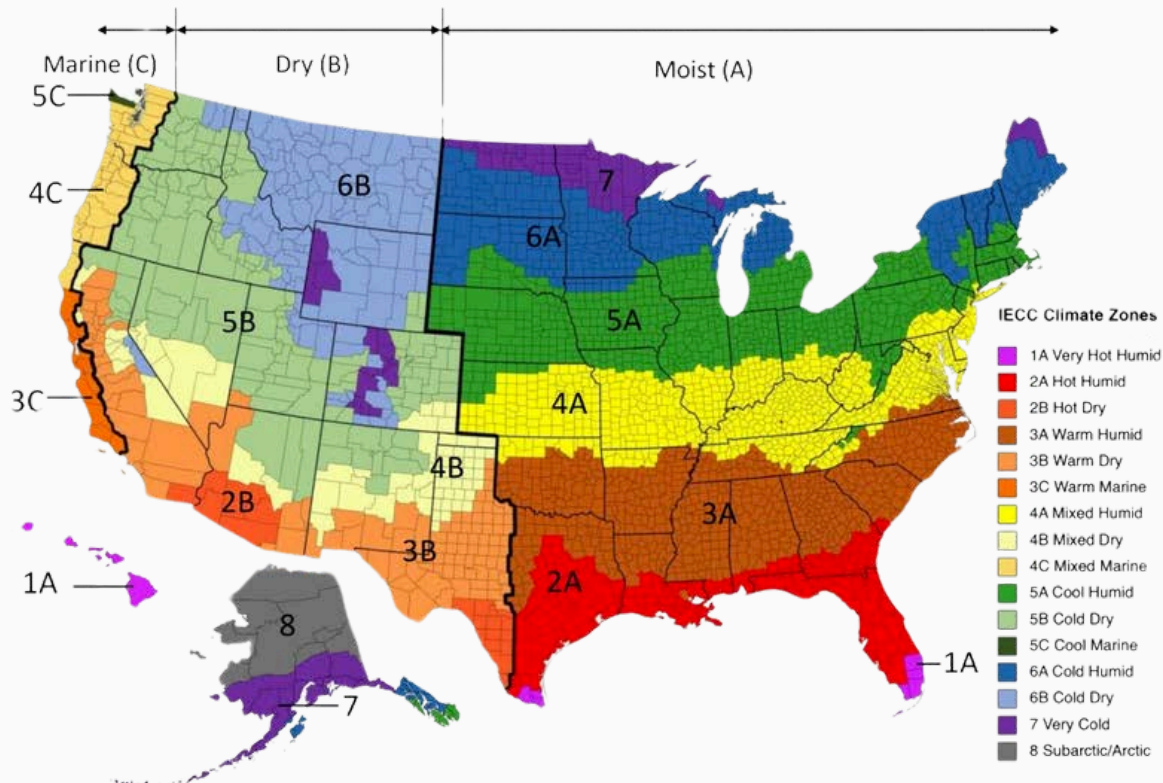 Marine (C)
Dry (B)
Moist (A)
5C
4C
6B
7
6A
5B
5A
3C
4A
4B
2B
3B
3A
2A
1A
8
7
1A
IECC Climate Zones
1A Very Hot Humid
2A Hot Humid
2B Hot Dry
3A Warm Humid
3B Warm Dry
3C Warm Marine
4A Mixed Humid
4B Mixed Dry
4C Mixed Marine
5A Cool Humid
5B Cold Dry
5C Cool Marine
6A Cold Humid
6B Cold Dry
7 Very Cold
8 Subarctic/Arctic